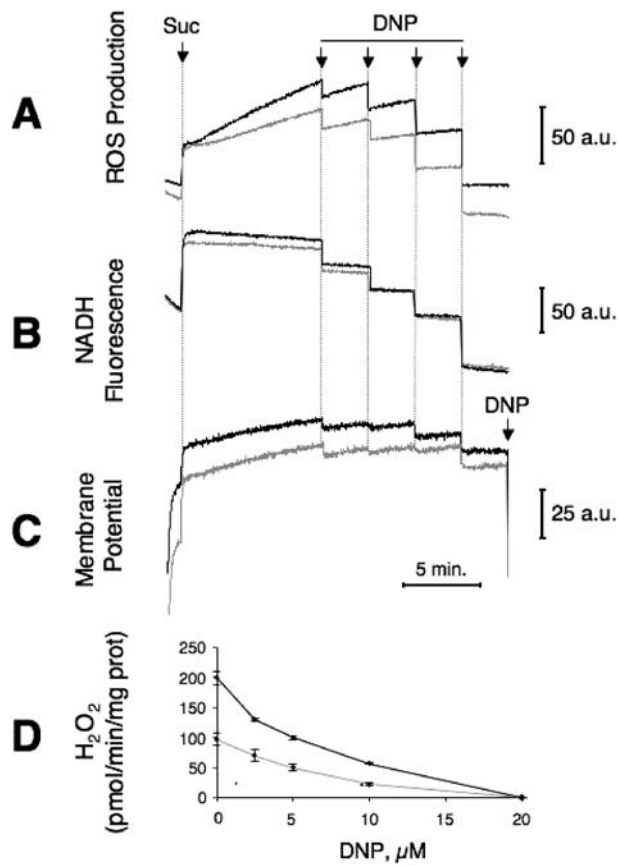 Suc
DNP
A
ROS Production
50 a.u.
B
NADH
Fluorescence
50 a.u.
DNP
C
Membrane
Potential
25 a.u.
5 min.
D
H₂O₂
(pmol/min/mg prot)
250
200
150
100
50
0
0 5 10 15 20
DNP, μM